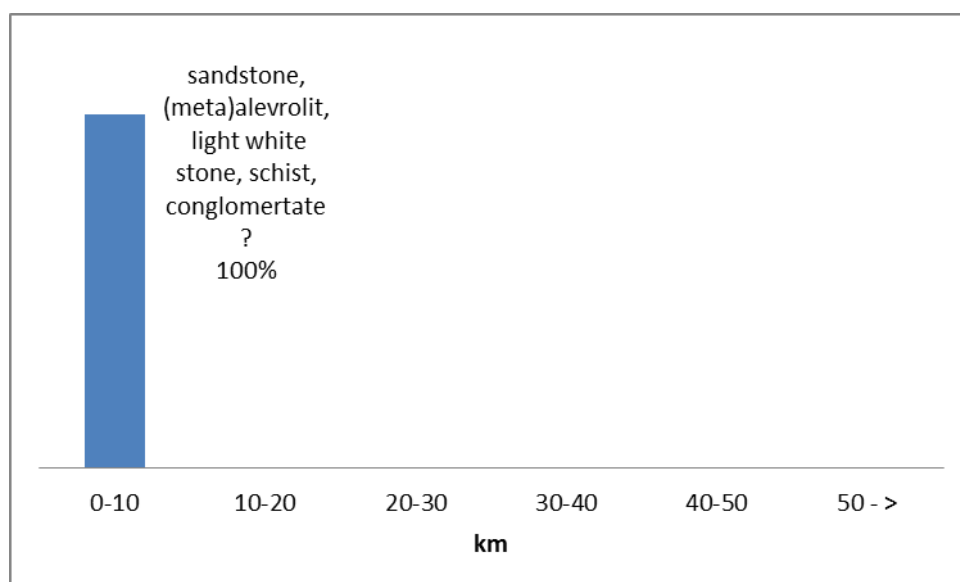 sandstone,
(meta)alevrolit,
light white
stone, schist,
conglomertate
?
100%
0-10 10-20 20-30 30-40 40-50 50 - >
km